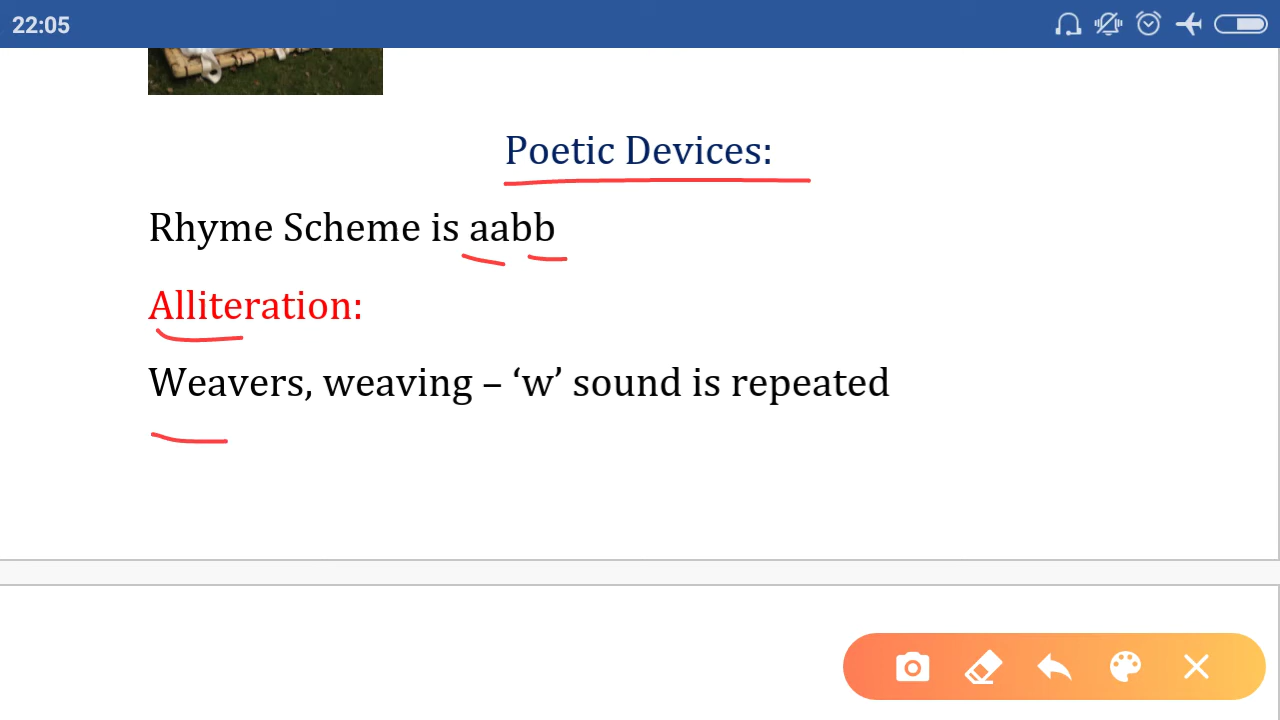 22:05
Poetic Devices:
Rhyme Scheme is aabb
Alliteration:
Weavers, weaving – ‘w’ sound is repeated